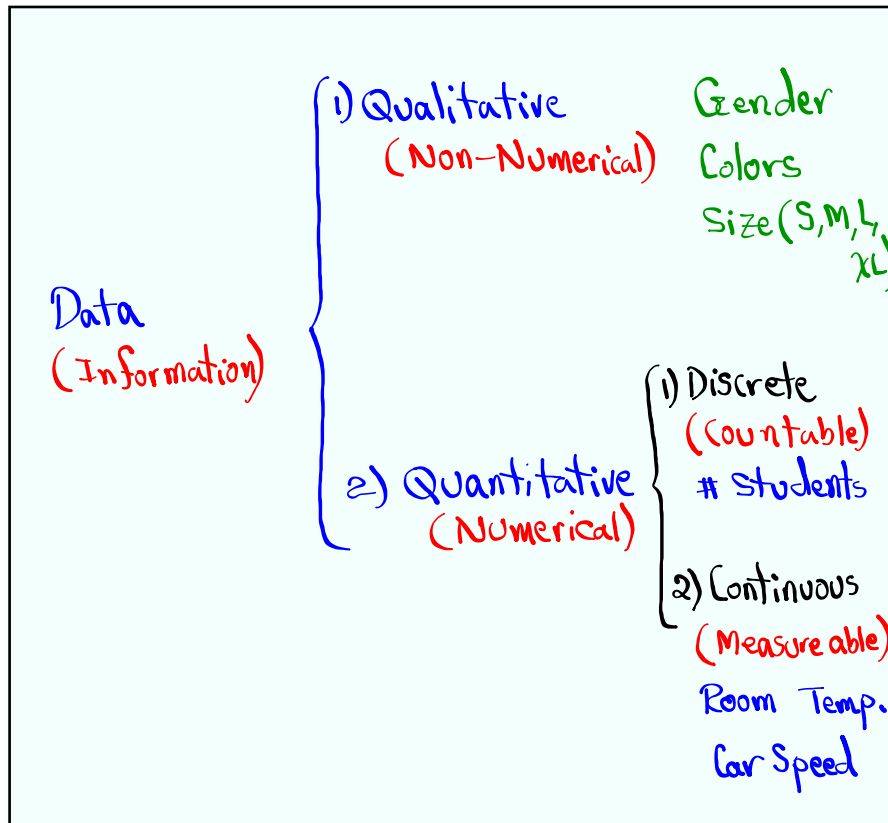 Data
(Information)
1) Qualitative
(Non-Numerical)
Gender
Colors
Size (S, M, L,
XL)
2) Quantitative
(Numerical)
1) Discrete
(Countable)
# Students
2) Continuous
(Measureable)
Room Temp.
Car Speed